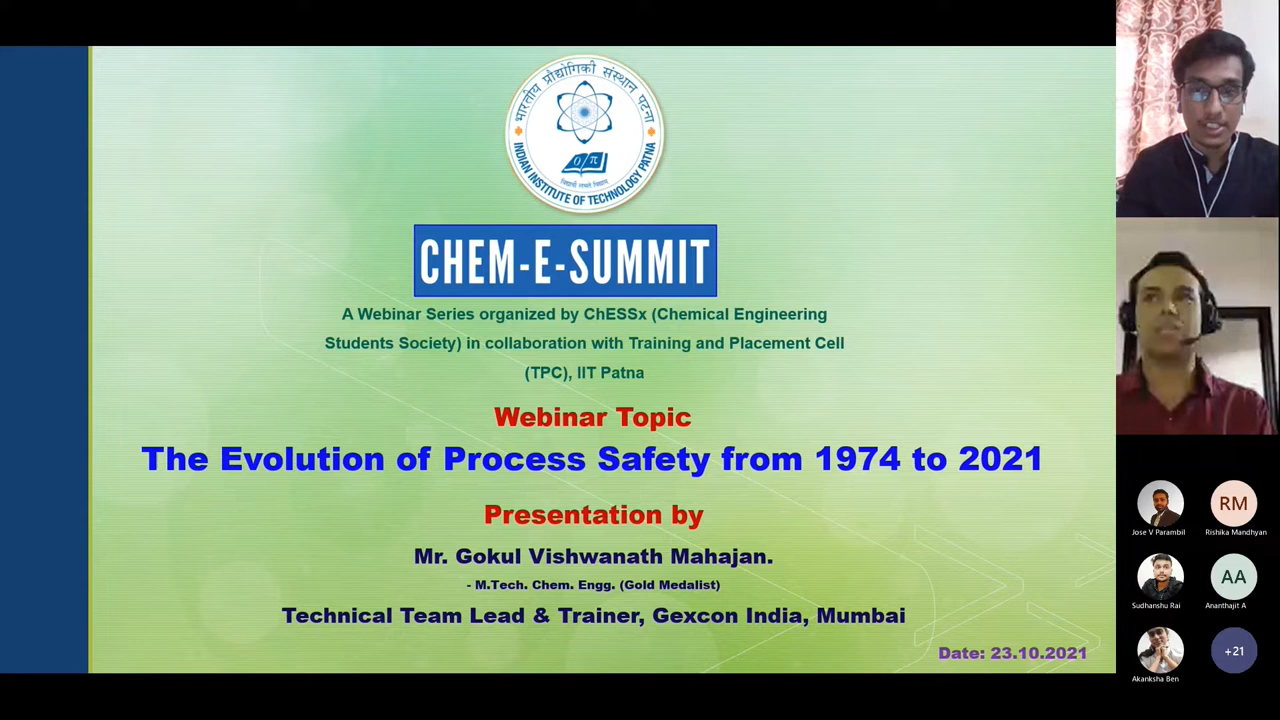 भारतीय प्रौद्योगिकी संस्थान पटना
INDIAN INSTITUTE OF TECHNOLOGY PATNA
CHEM-E-SUMMIT
A Webinar Series organized by ChESSx (Chemical Engineering
Students Society) in collaboration with Training and Placement Cell
(TPC), IIT Patna
Webinar Topic
The Evolution of Process Safety from 1974 to 2021
Presentation by
Mr. Gokul Vishwanath Mahajan.
- M.Tech. Chem. Engg. (Gold Medalist)
Technical Team Lead & Trainer, Gexcon India, Mumbai
Date: 23.10.2021
RM
Jose V Parambil
Rishika Mandhyan
AA
Sudhanshu Rai
Ananthajit A
+21
Akanksha Ben